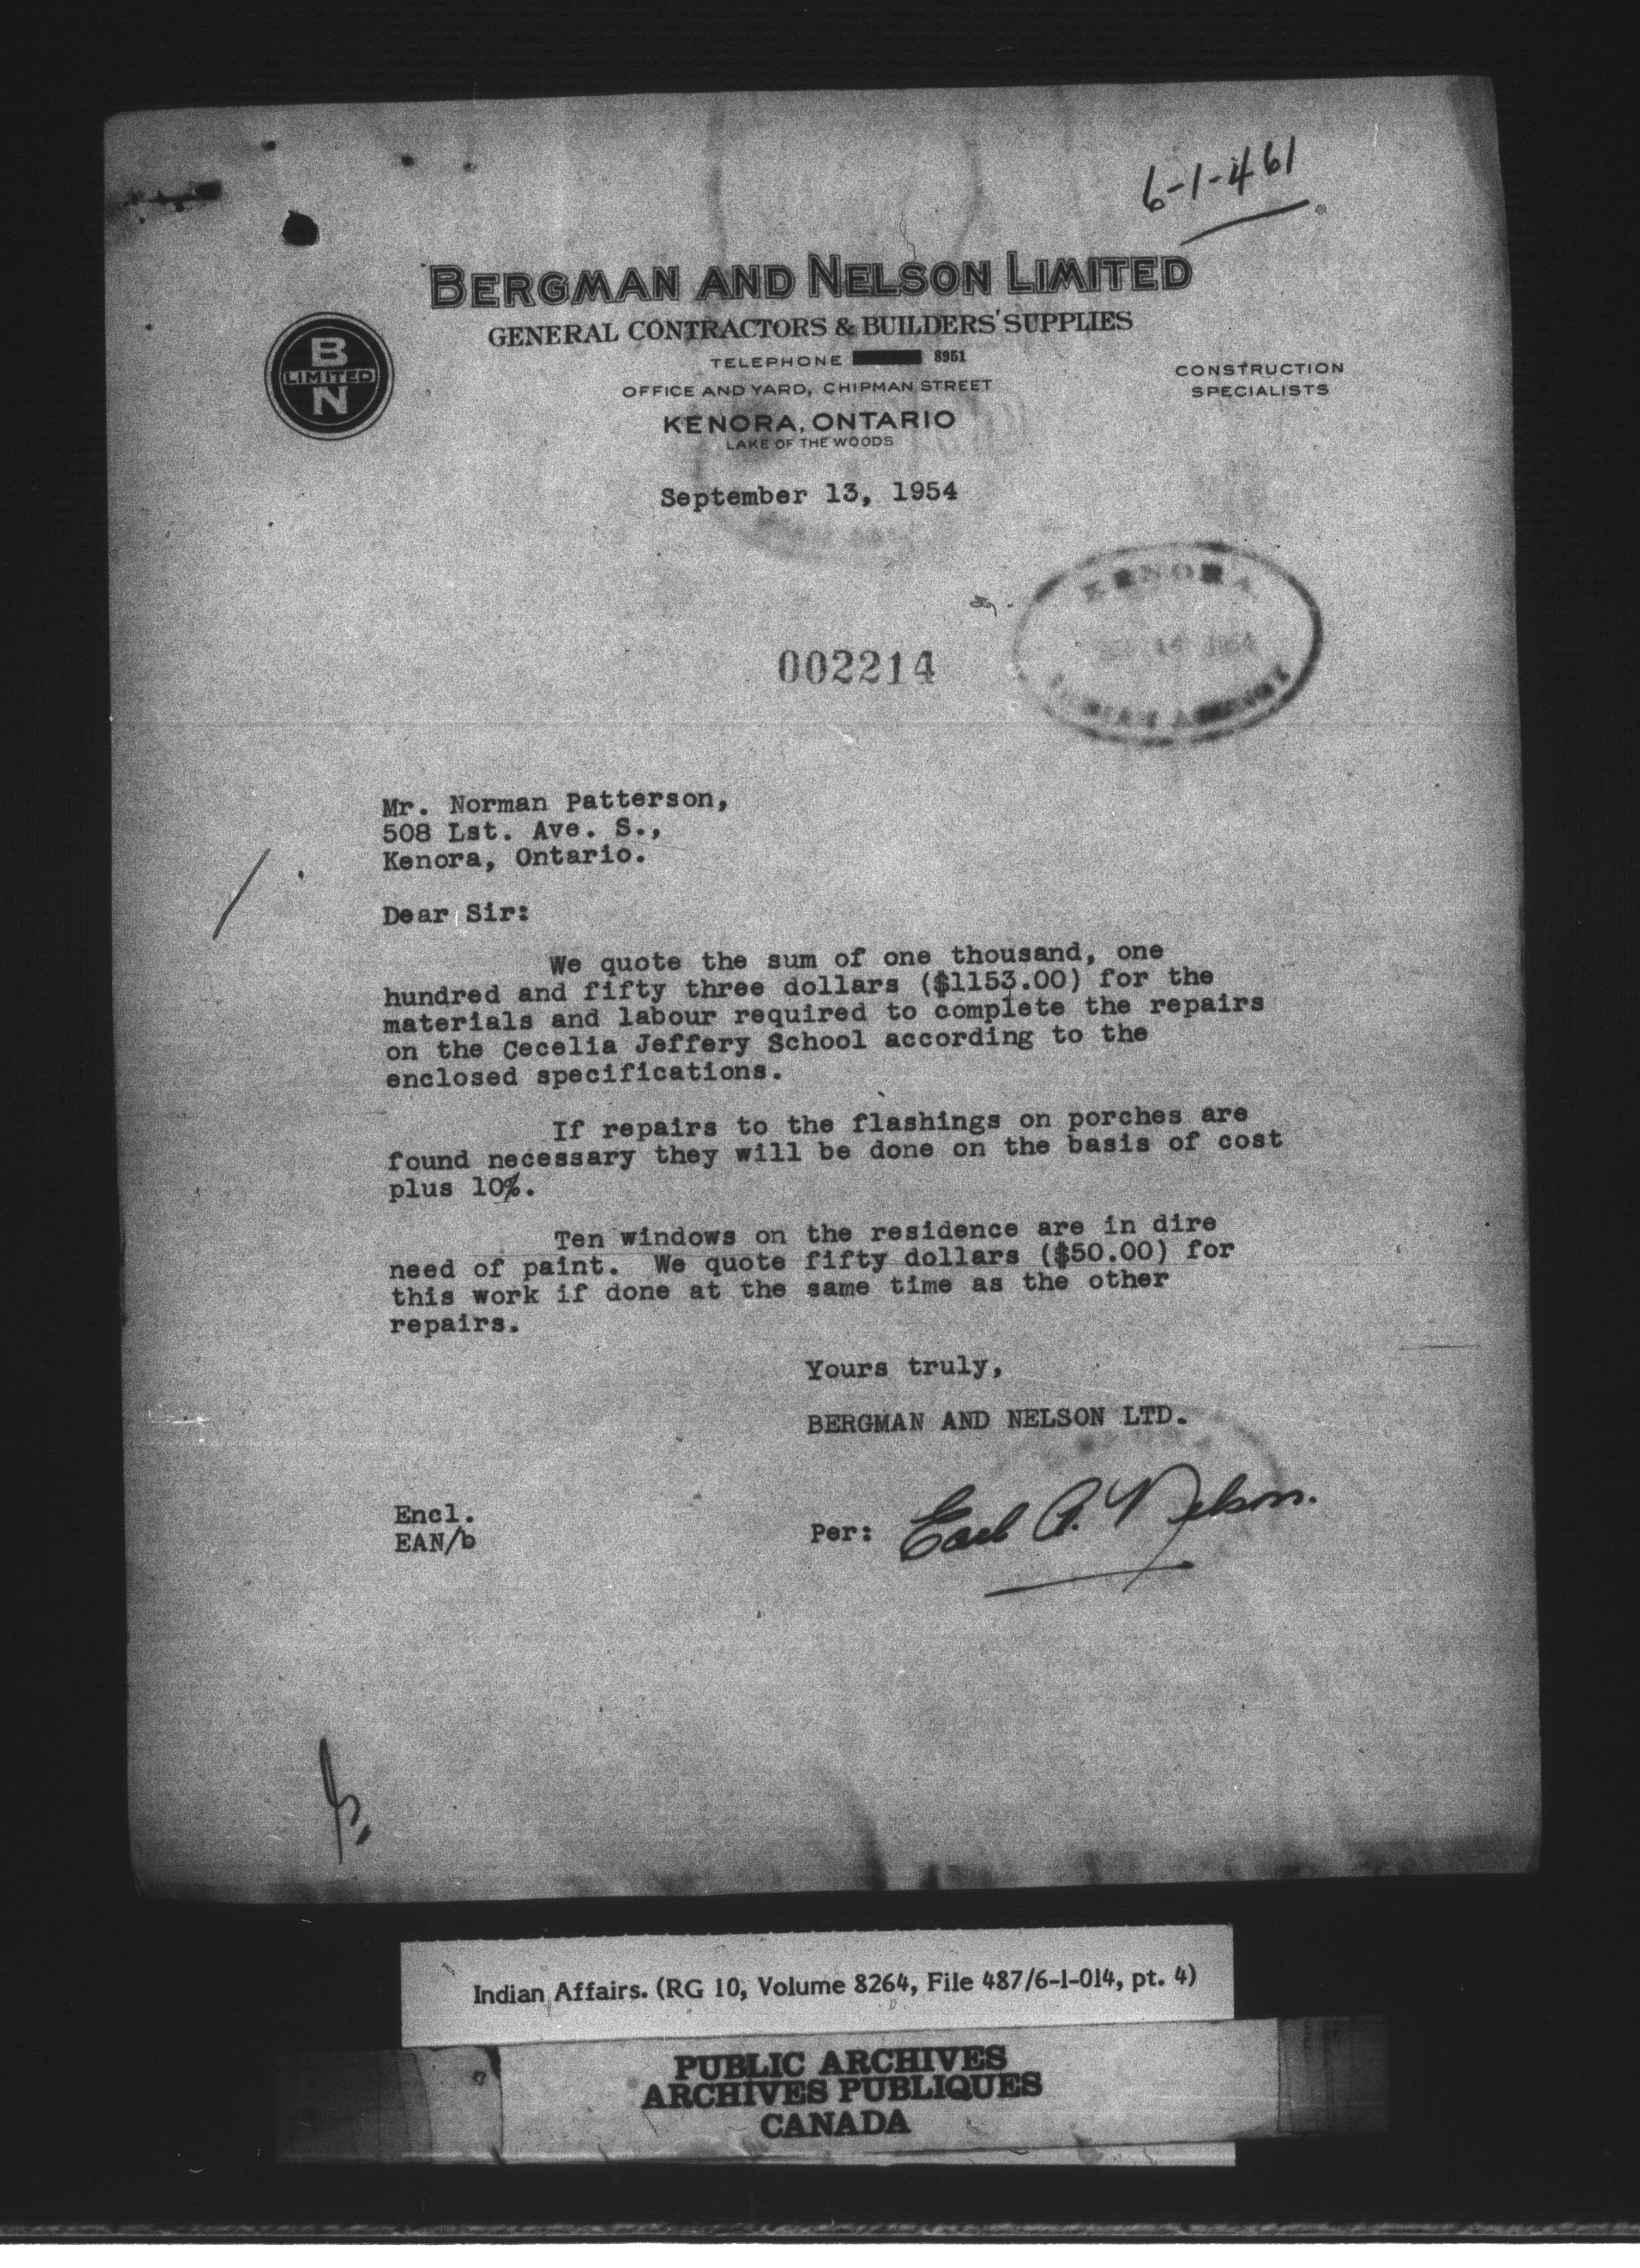 6-1-461
BERGMAN AND NELSON LIMITED
GENERAL CONTRACTORS & BUILDERS' SUPPLIES
TELEPHONE 8951
OFFICE AND YARD, CHIPMAN STREET
KENORA, ONTARIO
LAKE OF THE WOODS
B
LIMITED
N
CONSTRUCTION
SPECIALISTS
September 13, 1954
KENORA
14 1954
INDIAN AGENCY
002214
Mr. Norman Patterson,
508 Lst. Ave. S.,
Kenora, Ontario.
Dear Sir:
We quote the sum of one thousand, one
hundred and fifty three dollars ($1153.00) for the
materials and labour required to complete the repairs
on the Cecelia Jeffery School according to the
enclosed specifications.
If repairs to the flashings on porches are
found necessary they will be done on the basis of cost
plus 10%.
Ten windows on the residence are in dire
need of paint. We quote fifty dollars ($50.00) for
this work if done at the same time as the other
repairs.
Yours truly,
BERGMAN AND NELSON LTD.
Encl.
EAN/b
Per: Earl A. Nelson.
Indian Affairs. (RG 10, Volume 8264, File 487/6-1-014, pt. 4)
PUBLIC ARCHIVES
ARCHIVES PUBLIQUES
CANADA